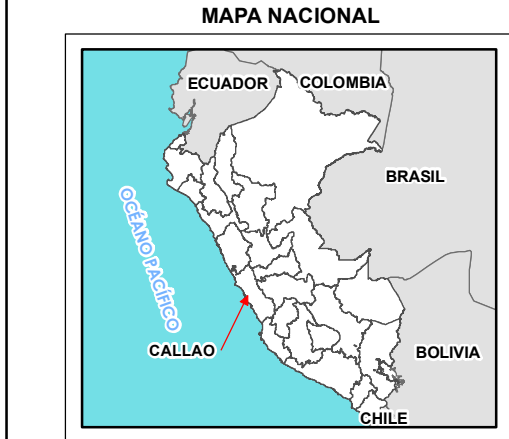 MAPA NACIONAL
ECUADOR
COLOMBIA
BRASIL
OCÉANO PACÍFICO
CALLAO
BOLIVIA
CHILE